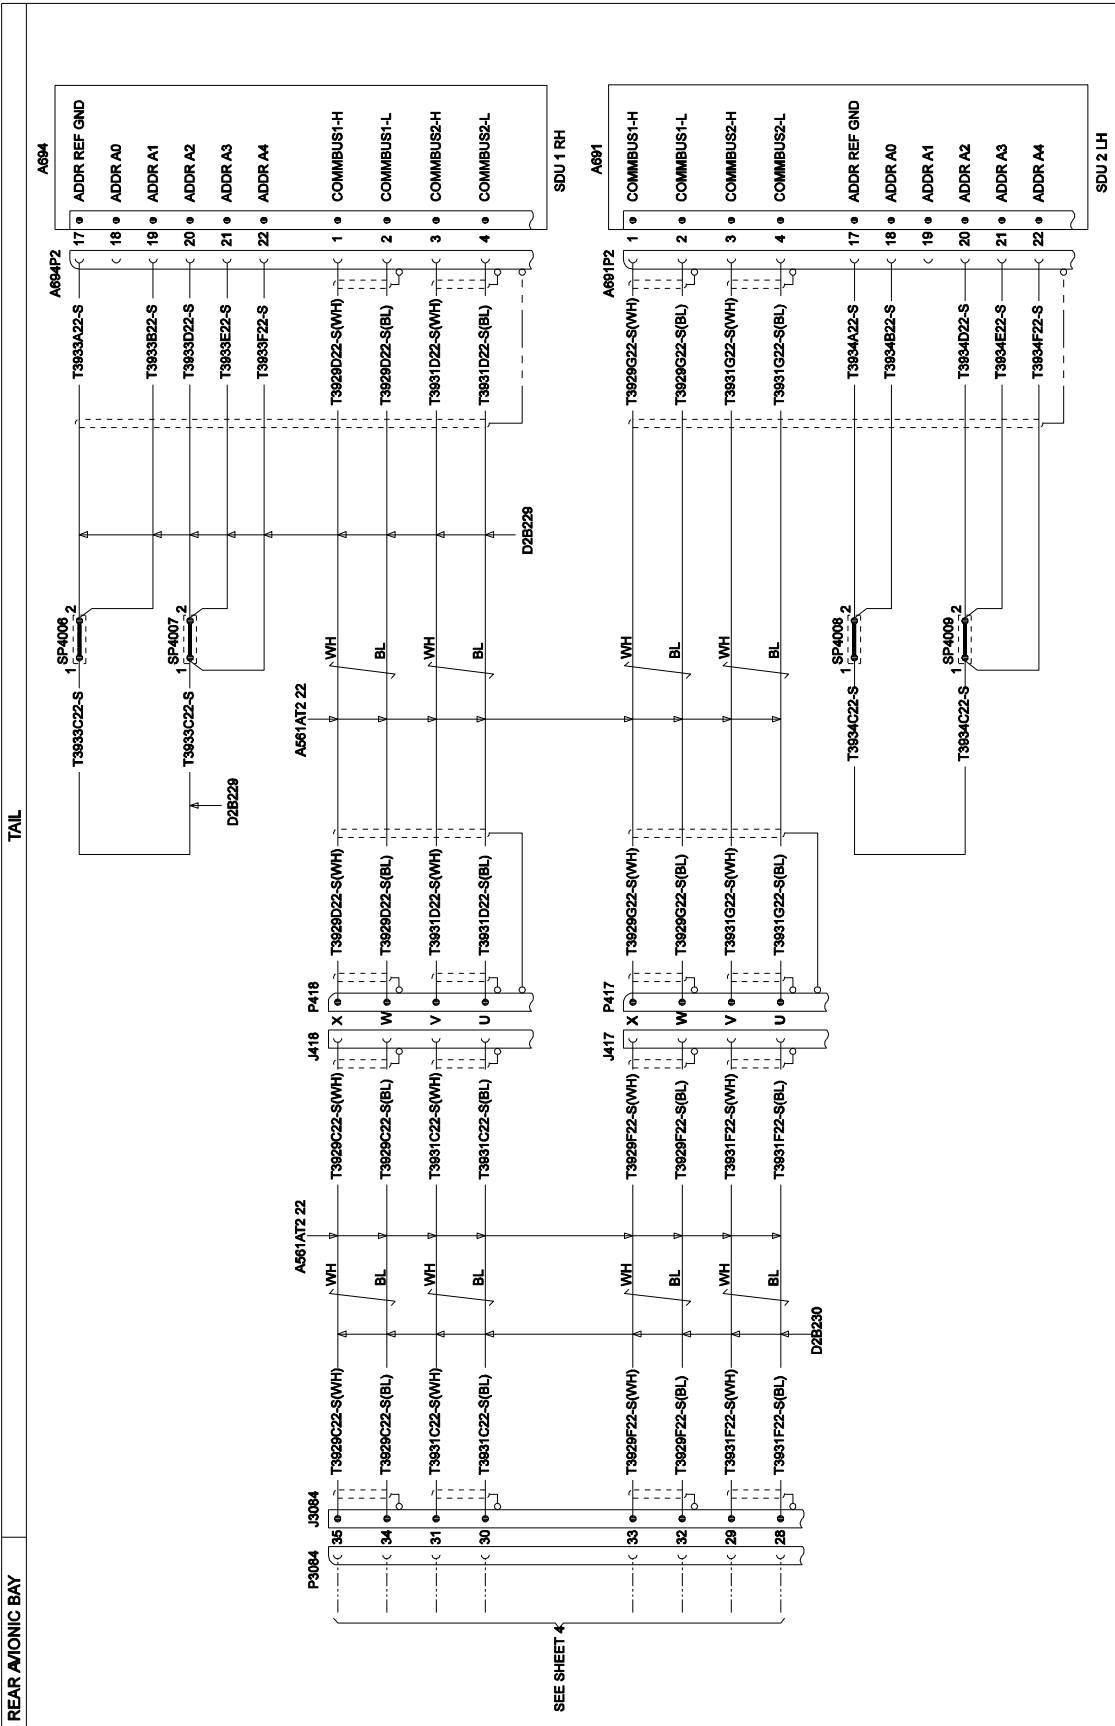 REAR AVIONIC BAY
TAIL
A694
SDU 1 RH
A694P2
17 ADDR REF GND
18 ADDR A0
19 ADDR A1
20 ADDR A2
21 ADDR A3
22 ADDR A4
1 COMMBUS1-H
2 COMMBUS1-L
3 COMMBUS2-H
4 COMMBUS2-L
T3933A22-S
T3933B22-S
T3933D22-S
T3933E22-S
T3933F22-S
T3929D22-S(WH)
T3929D22-S(BL)
T3931D22-S(WH)
T3931D22-S(BL)
D2B229
SP4006
1 2
SP4007
1 2
T3933C22-S
T3933C22-S
D2B229
WH
BL
WH
BL
A561AT2 22
T3929D22-S(WH)
T3929D22-S(BL)
T3931D22-S(WH)
T3931D22-S(BL)
P418
J418
X
W
V
U
T3929C22-S(WH)
T3929C22-S(BL)
T3931C22-S(WH)
T3931C22-S(BL)
A561AT2 22
WH
BL
WH
BL
T3929C22-S(WH)
T3929C22-S(BL)
T3931C22-S(WH)
T3931C22-S(BL)
J3084
P3084
35
34
31
30
33
32
29
28
SEE SHEET 4
A691
SDU 2 LH
A691P2
1 COMMBUS1-H
2 COMMBUS1-L
3 COMMBUS2-H
4 COMMBUS2-L
17 ADDR REF GND
18 ADDR A0
19 ADDR A1
20 ADDR A2
21 ADDR A3
22 ADDR A4
T3929G22-S(WH)
T3929G22-S(BL)
T3931G22-S(WH)
T3931G22-S(BL)
T3934A22-S
T3934B22-S
T3934D22-S
T3934E22-S
T3934F22-S
SP4008
1 2
SP4009
1 2
T3934C22-S
T3934C22-S
WH
BL
WH
BL
T3929G22-S(WH)
T3929G22-S(BL)
T3931G22-S(WH)
T3931G22-S(BL)
P417
J417
X
W
V
U
T3929F22-S(WH)
T3929F22-S(BL)
T3931F22-S(WH)
T3931F22-S(BL)
WH
BL
WH
BL
D2B230
T3929F22-S(WH)
T3929F22-S(BL)
T3931F22-S(WH)
T3931F22-S(BL)